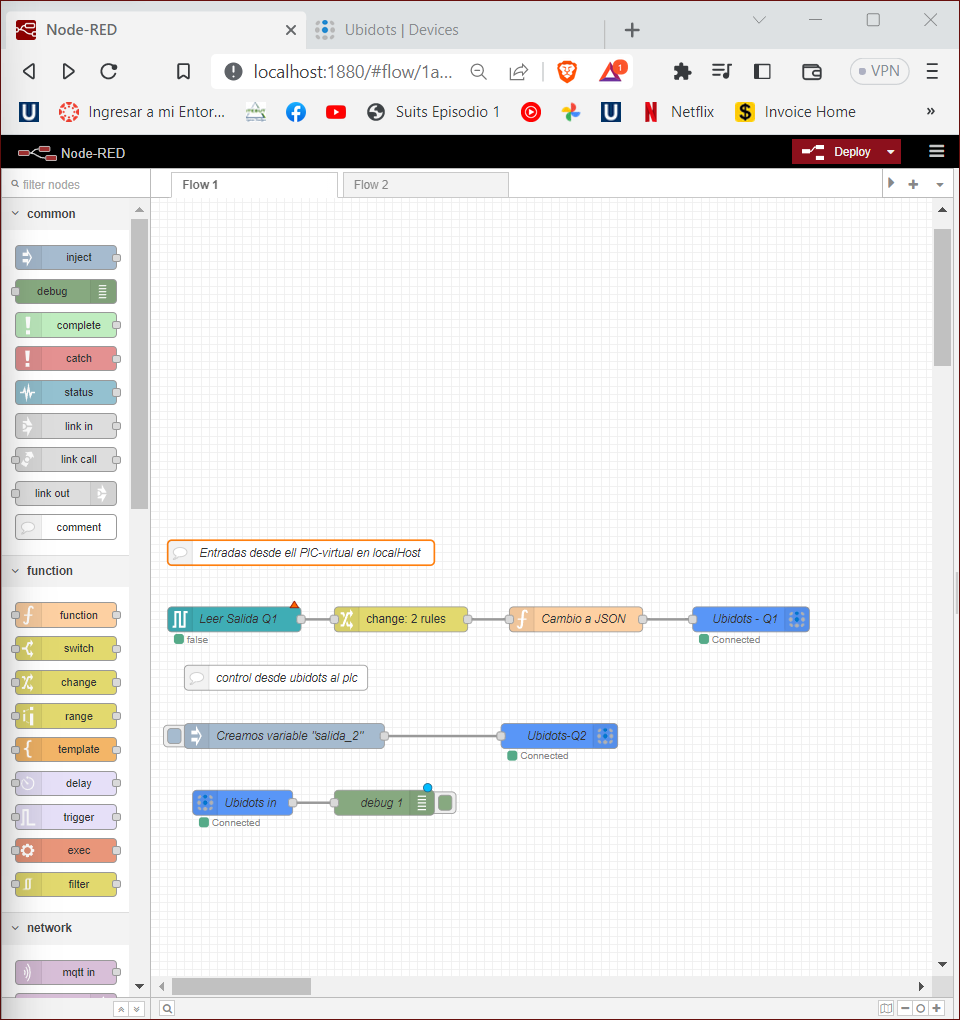 Node-RED
Ubidots | Devices
localhost:1880/#flow/1a...
1
VPN
Ingresar a mi Entor...
Suits Episodio 1
Netflix
Invoice Home
»
Node-RED
Deploy
filter nodes
Flow 1
Flow 2
common
inject
debug
complete
catch
status
link in
link call
link out
comment
function
function
switch
change
range
template
delay
trigger
exec
filter
network
mqtt in
Entradas desde ell PlC-virtual en localHost
Leer Salida Q1
change: 2 rules
Cambio a JSON
Ubidots - Q1
false
Connected
control desde ubidots al plc
Creamos variable "salida_2"
Ubidots-Q2
Connected
Ubidots in
debug 1
Connected